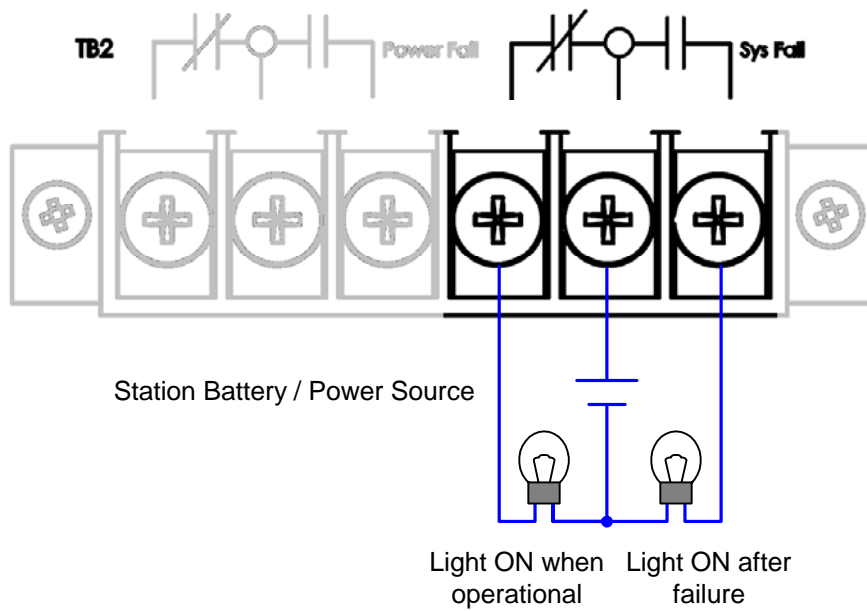 TB2 Power Fail Sys Fail
Station Battery / Power Source
Light ON when operational
Light ON after failure